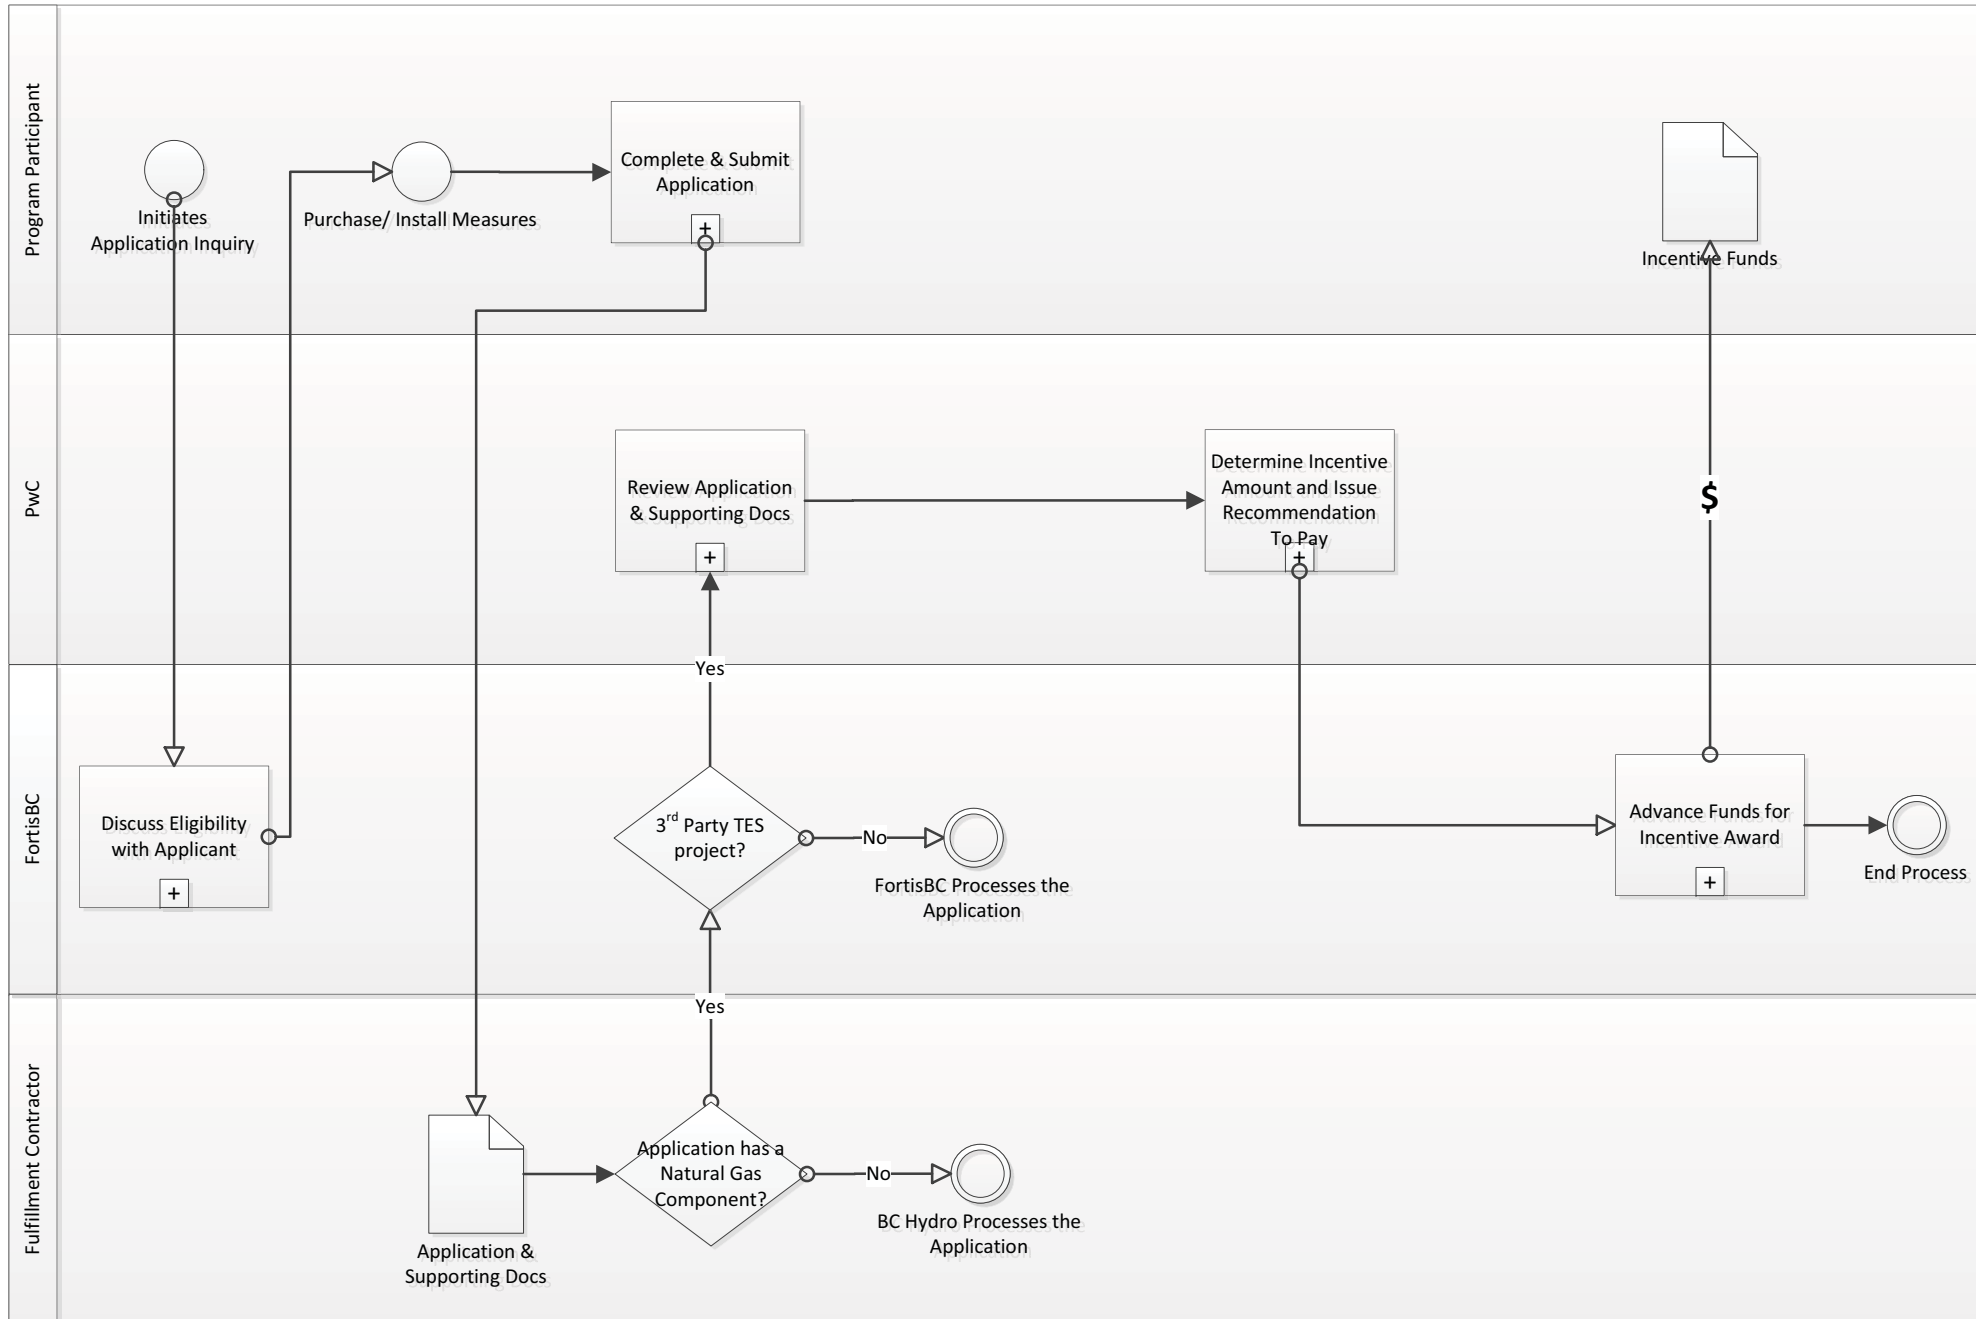 Program Participant
Initiates
Application Inquiry
Purchase/ Install Measures
Complete & Submit
Application
+
Incentive Funds
PwC
Review Application
& Supporting Docs
+
Determine Incentive
Amount and Issue
Recommendation
To Pay
+
$
Yes
FortisBC
Discuss Eligibility
with Applicant
+
3rd Party TES
project?
No
FortisBC Processes the
Application
Advance Funds for
Incentive Award
+
End Process
Yes
Fulfillment Contractor
Application &
Supporting Docs
Application has a
Natural Gas
Component?
No
BC Hydro Processes the
Application